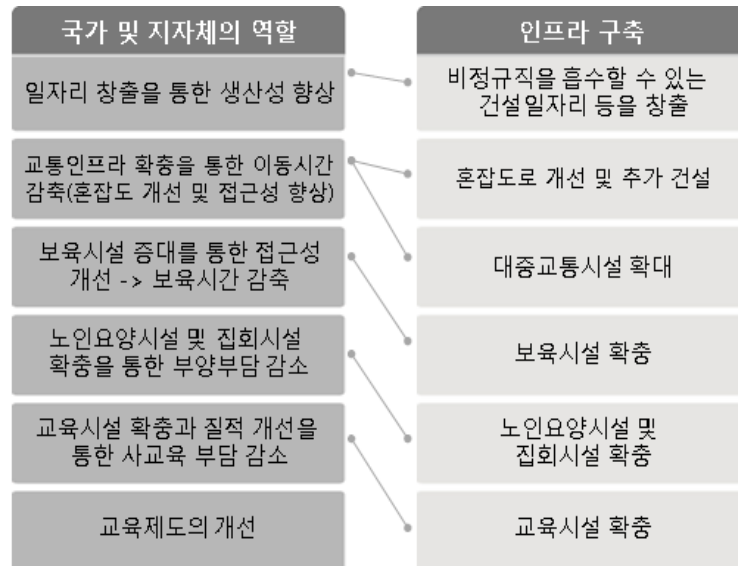 국가 및 지자체의 역할
일자리 창출을 통한 생산성 향상
교통인프라 확충을 통한 이동시간
감축(혼잡도 개선 및 접근성 향상)
보육시설 증대를 통한 접근성
개선 -> 보육시간 감축
노인요양시설 및 집회시설
확충을 통한 부양부담 감소
교육시설 확충과 질적 개선을
통한 사교육 부담 감소
교육제도의 개선
인프라 구축
비정규직을 흡수할 수 있는
건설일자리 등을 창출
혼잡도로 개선 및 추가 건설
대중교통시설 확대
보육시설 확충
노인요양시설 및
집회시설 확충
교육시설 확충